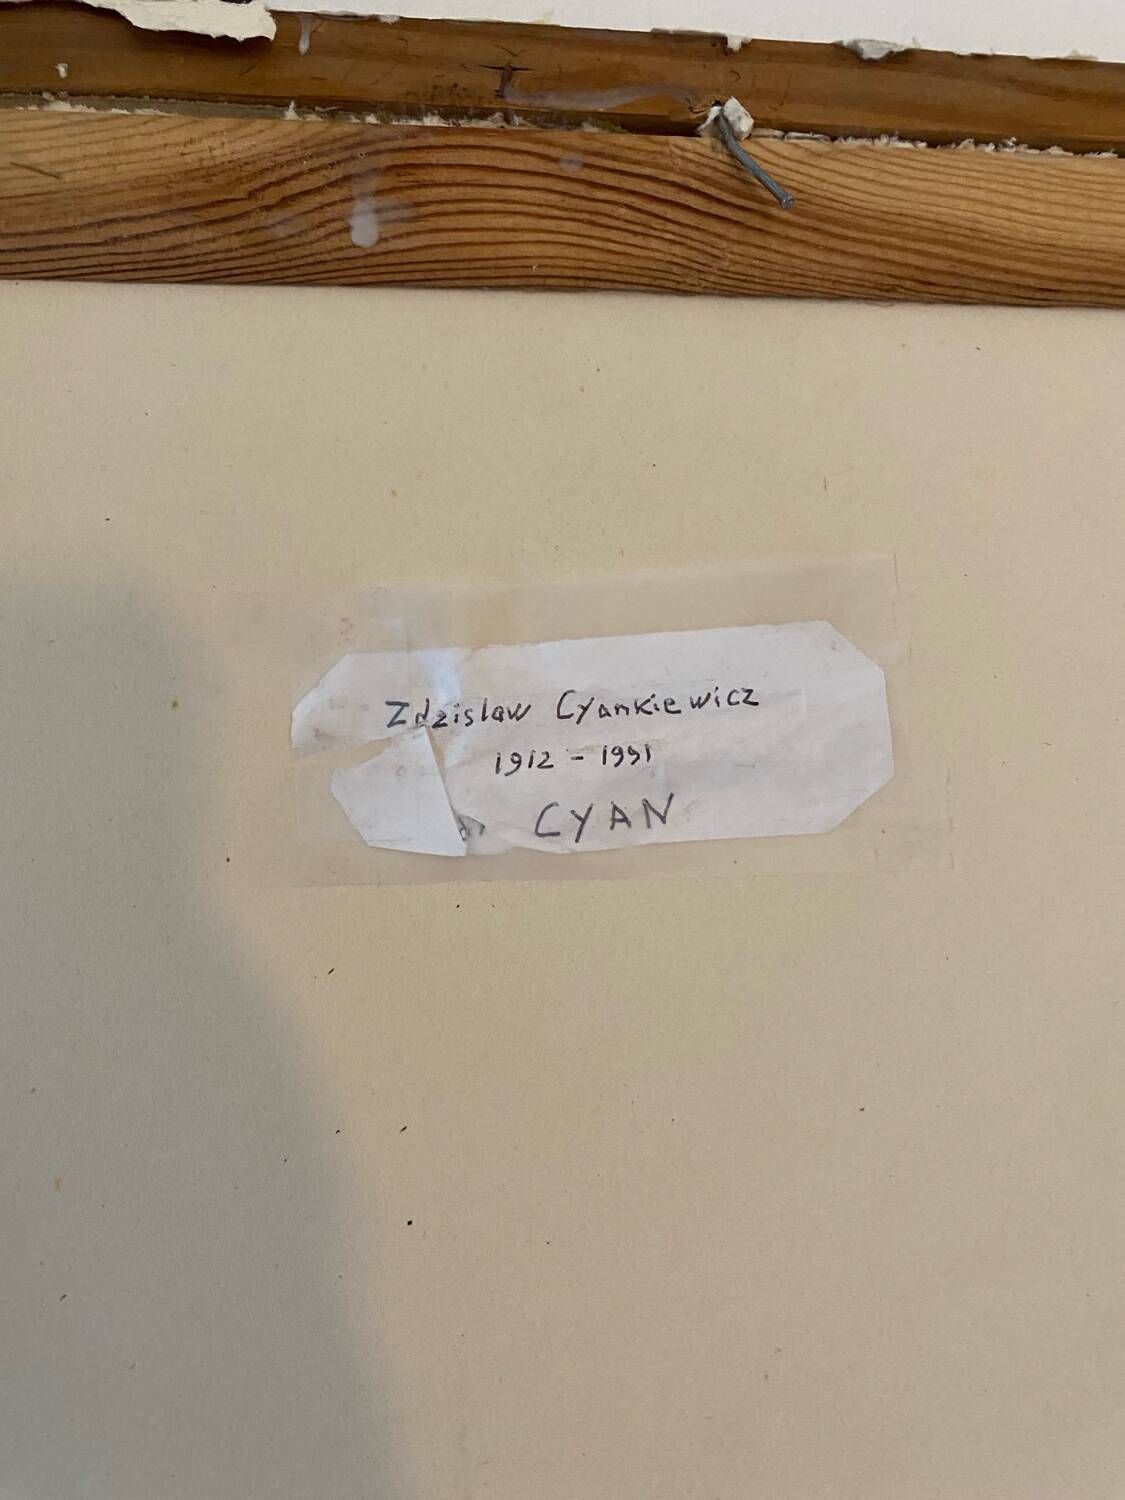 Zdzislaw Cyankiewicz
1912 - 1991
CYAN